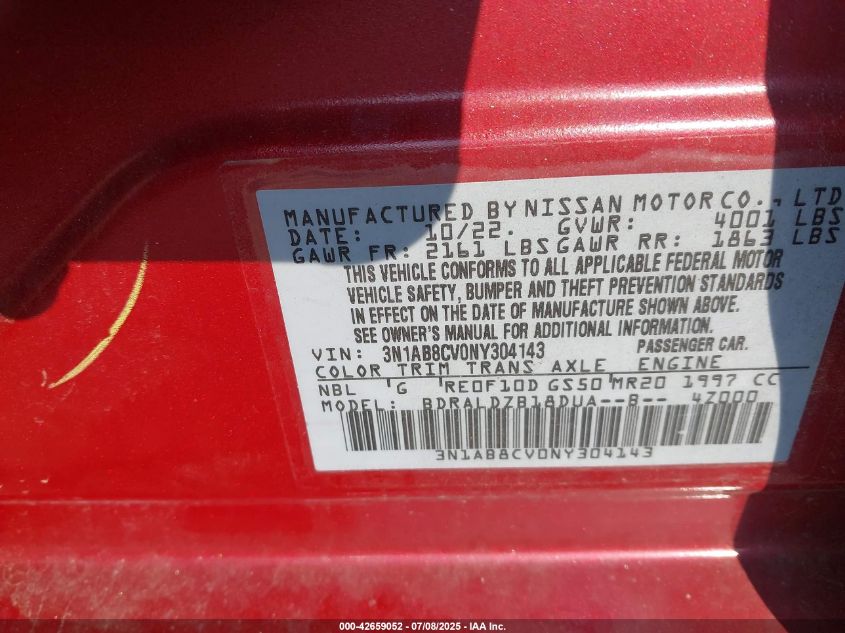 MANUFACTURED BY NISSAN MOTOR CO., LTD
DATE: 10/22. GVWR: 4001 LBS
GAWR FR: 2161 LBS GAWR RR: 1863 LBS
THIS VEHICLE CONFORMS TO ALL APPLICABLE FEDERAL MOTOR
VEHICLE SAFETY, BUMPER AND THEFT PREVENTION STANDARDS
IN EFFECT ON THE DATE OF MANUFACTURE SHOWN ABOVE.
SEE OWNER'S MANUAL FOR ADDITIONAL INFORMATION.
VIN: 3N1AB8CV0NY304143 PASSENGER CAR.
COLOR TRIM TRANS AXLE ENGINE
NBL G RE0F10D GS50 MR20 1997 CC
MODEL: BDRALDZB18DUA--B-- 4Z000
3N1AB8CV0NY304143
000-42659052 - 07/08/2025 - IAA Inc.